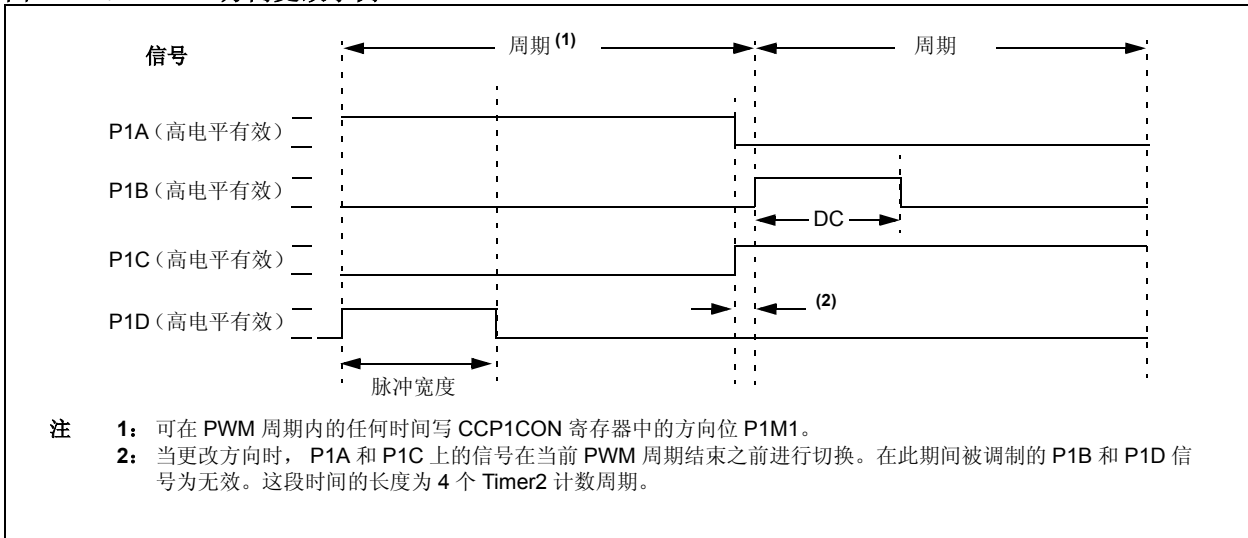 信号
周期 (1)
周期
P1A（高电平有效）
P1B（高电平有效）
DC
P1C（高电平有效）
(2)
P1D（高电平有效）
脉冲宽度
注 1： 可在 PWM 周期内的任何时间写 CCP1CON 寄存器中的方向位 P1M1。
2： 当更改方向时， P1A 和 P1C 上的信号在当前 PWM 周期结束之前进行切换。在此期间被调制的 P1B 和 P1D 信
号为无效。这段时间的长度为 4 个 Timer2 计数周期。